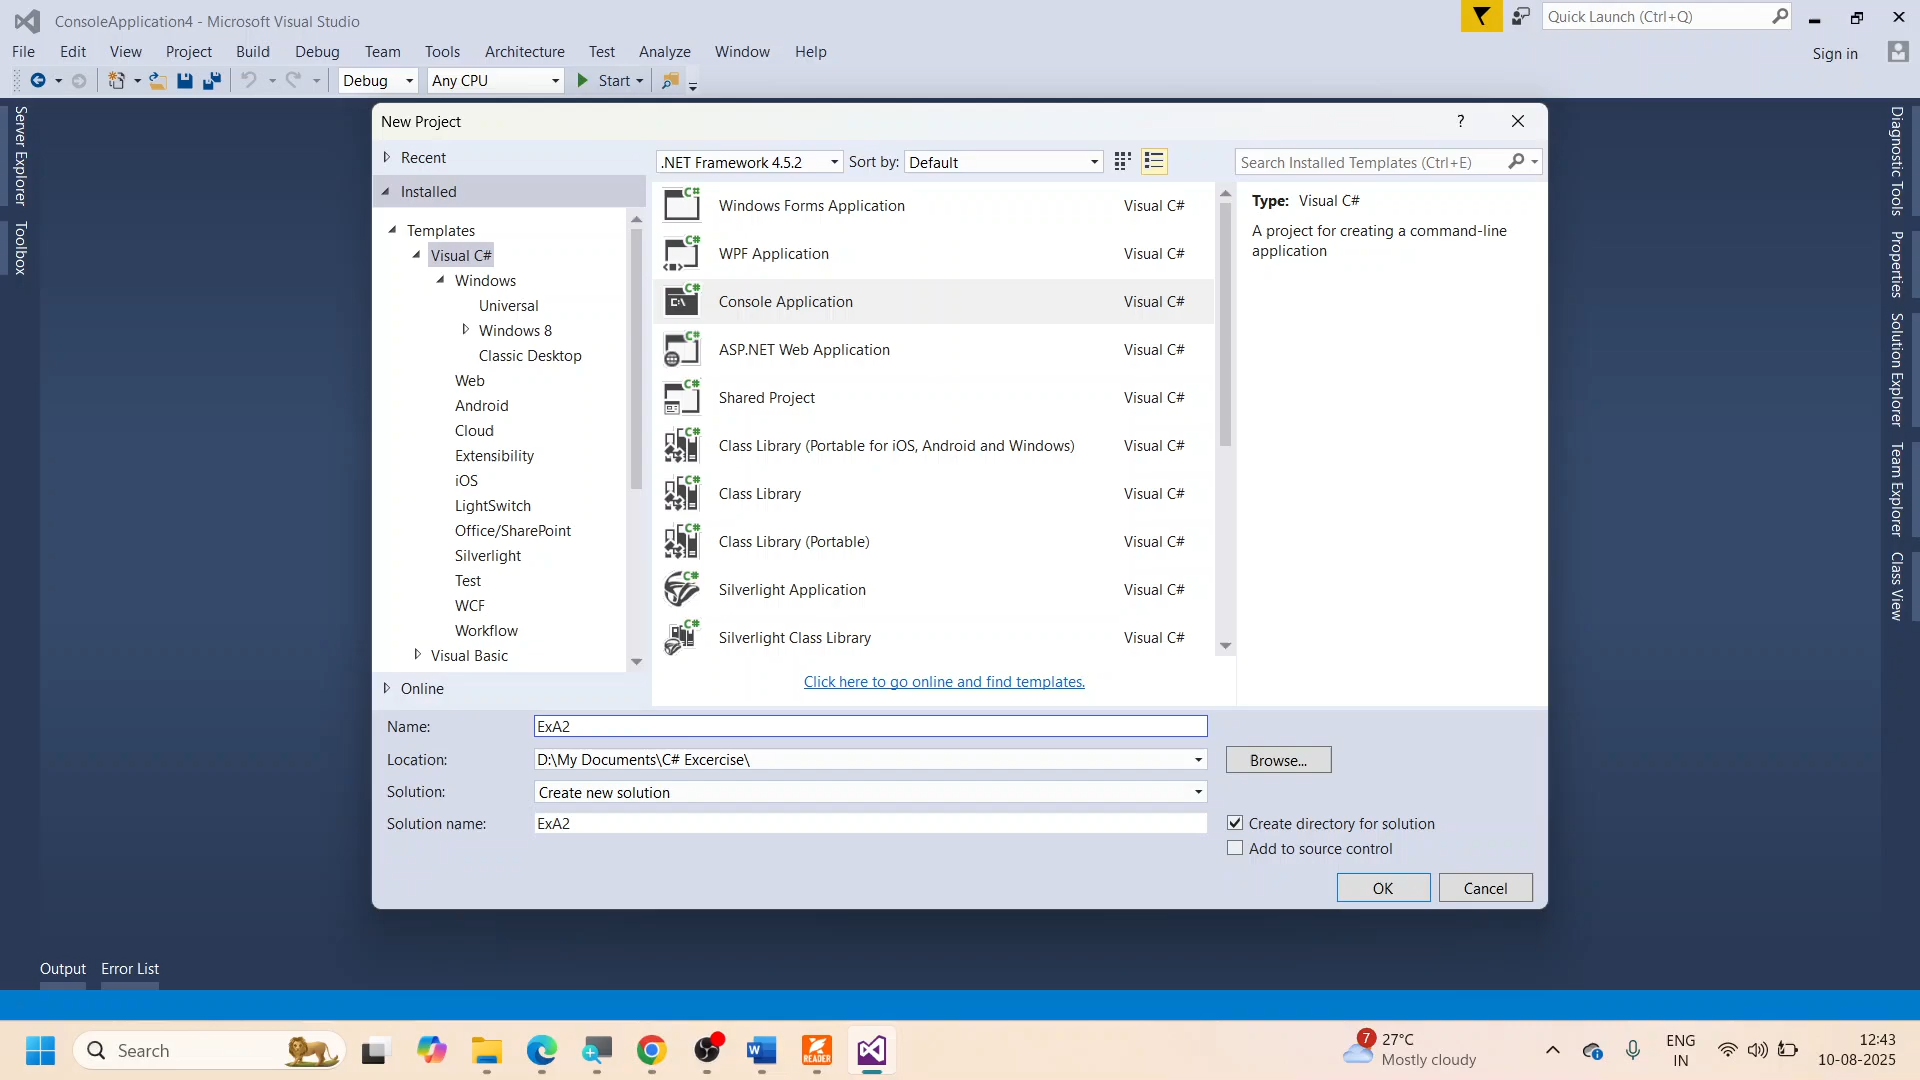 ConsoleApplication4 - Microsoft Visual Studio
Quick Launch (Ctrl+Q)
File Edit View Project Build Debug Team Tools Architecture Test Analyze Window Help
Sign in
Debug Any CPU Start
Server Explorer
Toolbox
New Project
?
Recent
Installed
.NET Framework 4.5.2 Sort by: Default
Search Installed Templates (Ctrl+E)
Templates
Visual C#
Windows
Universal
Windows 8
Classic Desktop
Web
Android
Cloud
Extensibility
iOS
LightSwitch
Office/SharePoint
Silverlight
Test
WCF
Workflow
Visual Basic
Online
Windows Forms Application Visual C#
WPF Application Visual C#
Console Application Visual C#
ASP.NET Web Application Visual C#
Shared Project Visual C#
Class Library (Portable for iOS, Android and Windows) Visual C#
Class Library Visual C#
Class Library (Portable) Visual C#
Silverlight Application Visual C#
Silverlight Class Library Visual C#
Click here to go online and find templates.
Type: Visual C#
A project for creating a command-line
application
Name: ExA2
Location: D:\My Documents\C# Excercise\
Browse...
Solution: Create new solution
Solution name: ExA2
Create directory for solution
Add to source control
OK Cancel
Diagnostic Tools
Properties
Solution Explorer
Team Explorer
Class View
Output Error List
Search
READER
7
27°C
Mostly cloudy
ENG
IN
12:43
10-08-2025